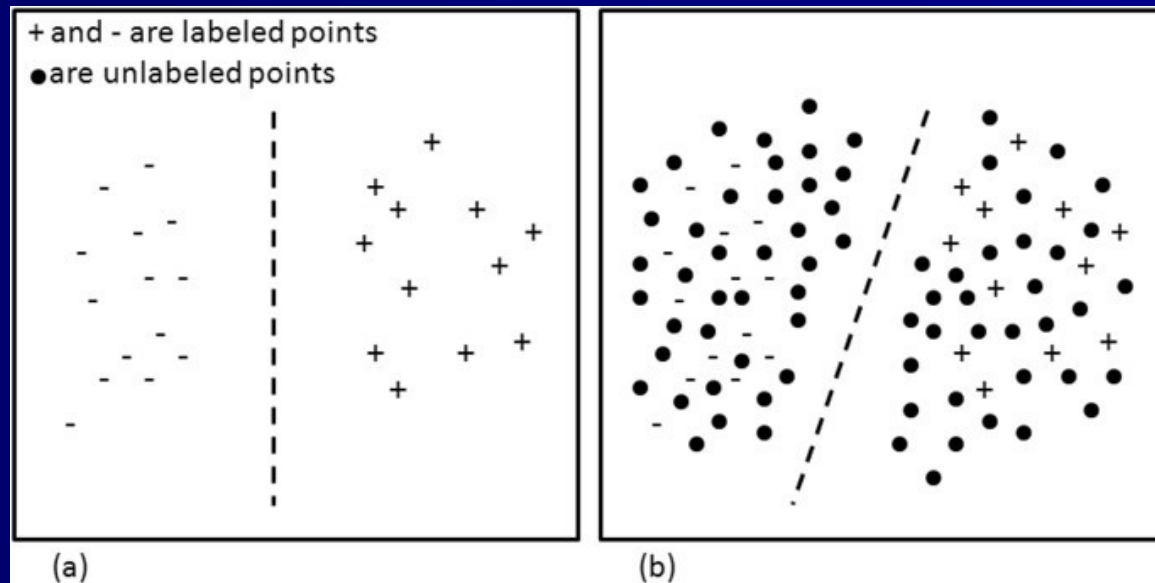 + and - are labeled points
●are unlabeled points
(a)
(b)